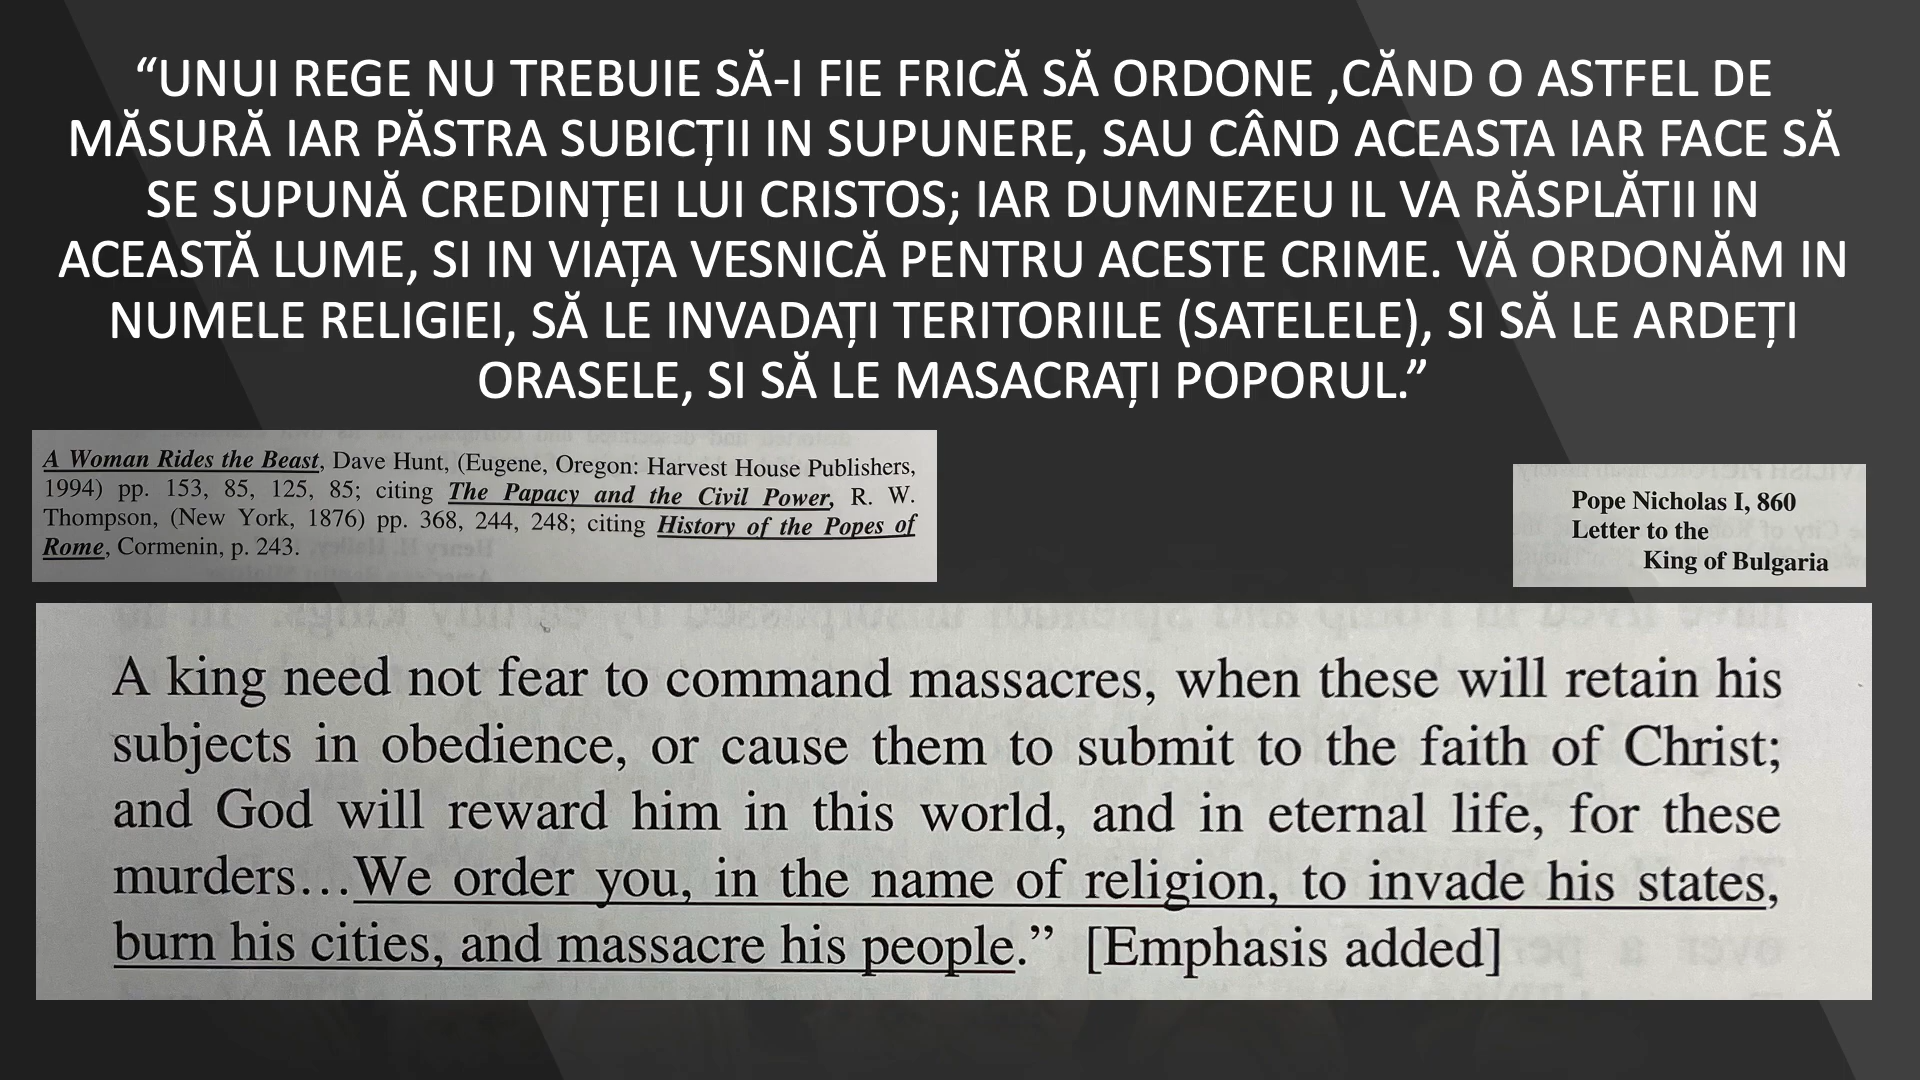 “UNUI REGE NU TREBUIE SĂ-I FIE FRICĂ SĂ ORDONE ,CĂND O ASTFEL DE
MĂSURĂ IAR PĂSTRA SUBICȚII IN SUPUNERE, SAU CÂND ACEASTA IAR FACE SĂ
SE SUPUNĂ CREDINȚEI LUI CRISTOS; IAR DUMNEZEU IL VA RĂSPLĂTII IN
ACEASTĂ LUME, SI IN VIAȚA VESNICĂ PENTRU ACESTE CRIME. VĂ ORDONĂM IN
NUMELE RELIGIEI, SĂ LE INVADAȚI TERITORIILE (SATELELE), SI SĂ LE ARDEȚI
ORASELE, SI SĂ LE MASACRAȚI POPORUL.”
A Woman Rides the Beast, Dave Hunt, (Eugene, Oregon: Harvest House Publishers,
1994) pp. 153, 85, 125, 85; citing The Papacy and the Civil Power, R. W.
Thompson, (New York, 1876) pp. 368, 244, 248; citing History of the Popes of
Rome, Cormenin, p. 243.
Pope Nicholas I, 860
Letter to the
King of Bulgaria
A king need not fear to command massacres, when these will retain his
subjects in obedience, or cause them to submit to the faith of Christ;
and God will reward him in this world, and in eternal life, for these
murders…We order you, in the name of religion, to invade his states,
burn his cities, and massacre his people.” [Emphasis added]